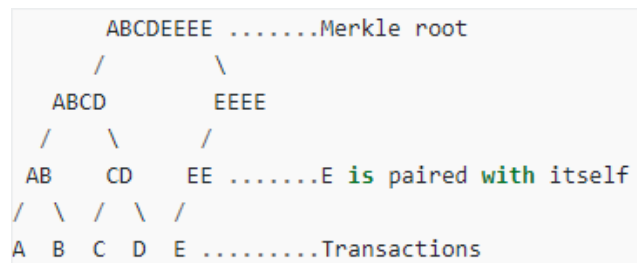 ABCDEEEE .......Merkle root
/ \
ABCD EEEE
/ \ /
AB CD EE .......E is paired with itself
/ \ / \ /
A B C D E .........Transactions